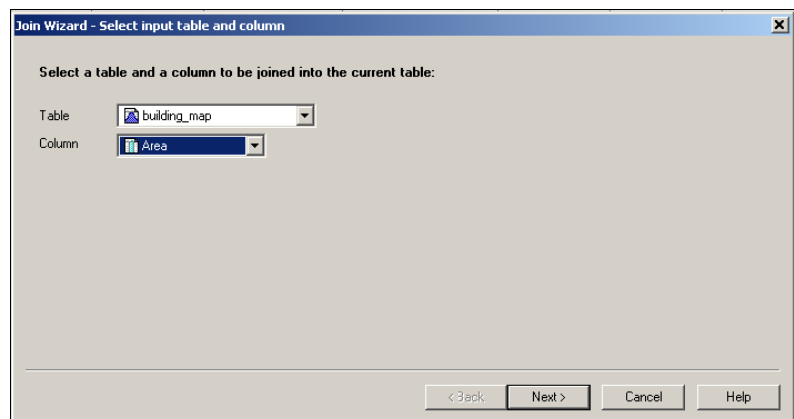 Join Wizard - Select input table and column
Select a table and a column to be joined into the current table:
Table building_map
Column Area
< Back Next > Cancel Help